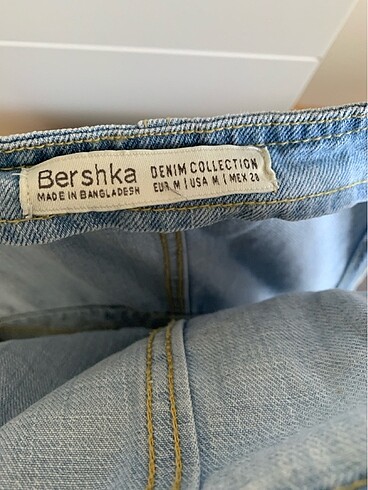 Bershka
MADE IN BANGLADESH
DENIM COLLECTION
EUR M | USA M | MEX 28